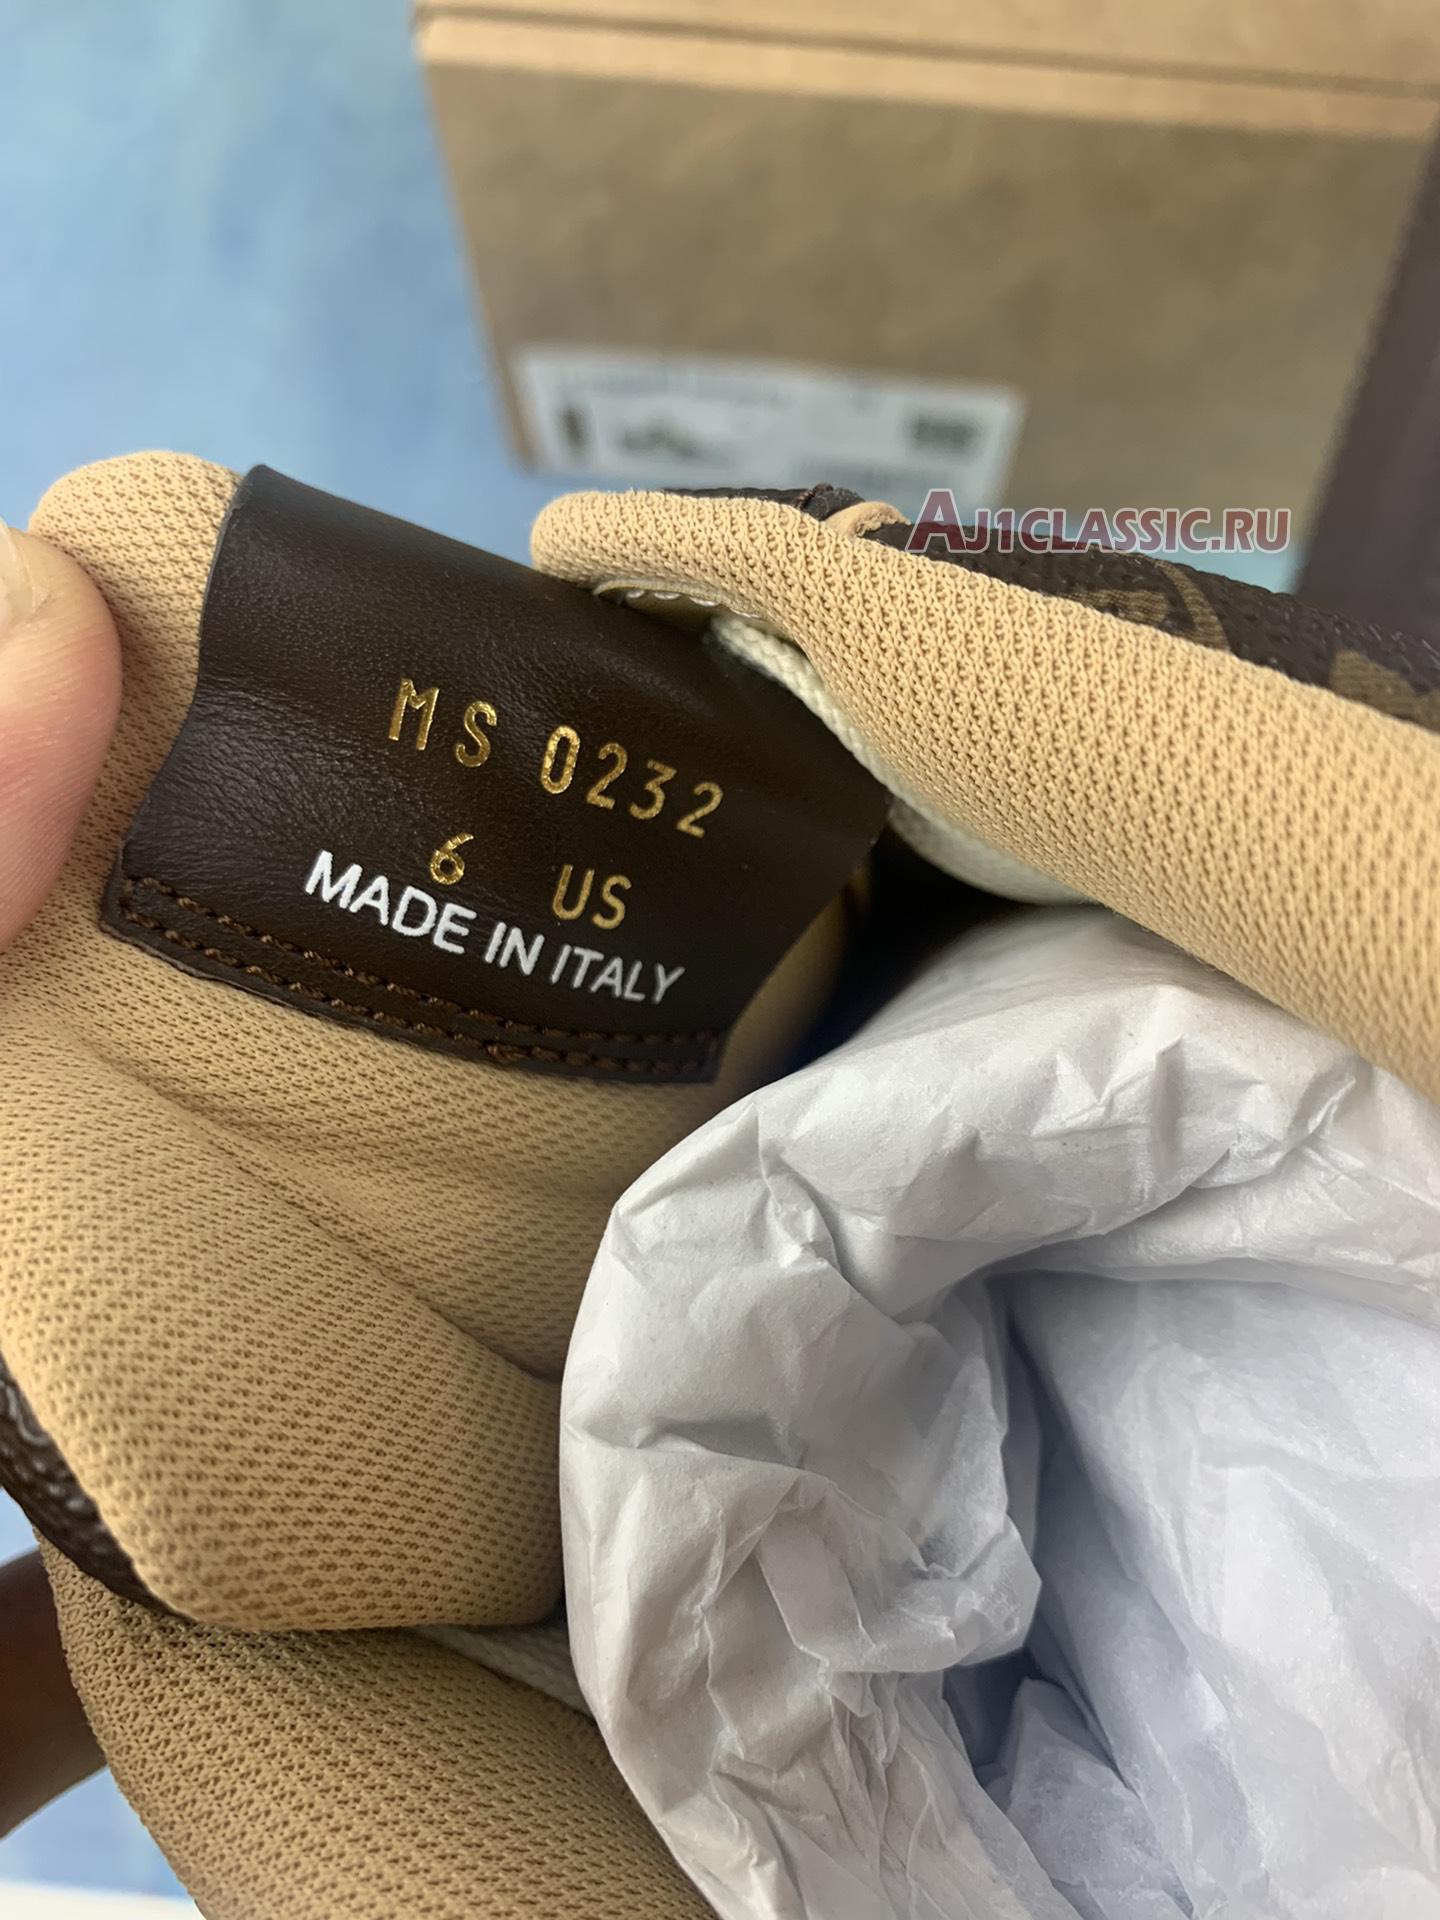 AJ1CLASSIC.RU
MS 0232
6 US
MADE IN ITALY